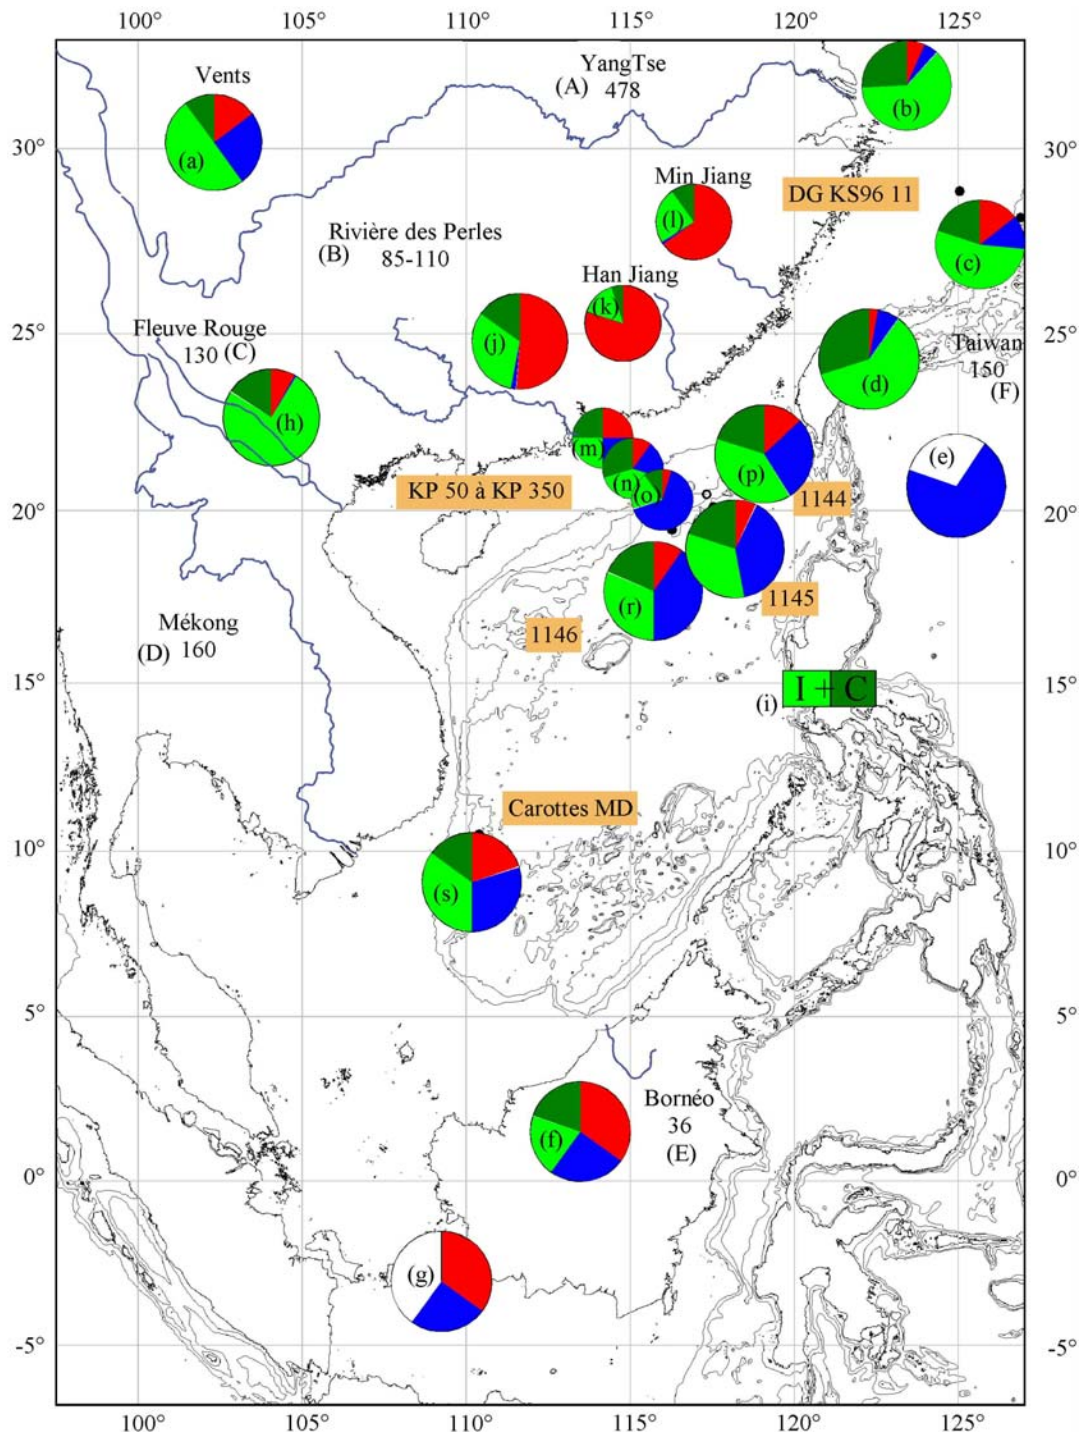 100° 105° 110° 115° 120° 125°
YangTse
(A) 478
Vents
(a)
(b)
30° 30°
Min Jiang
(l)
DG KS96 11
Rivière des Perles
(B) 85-110
(c)
Han Jiang
(k)
25° 25°
Fleuve Rouge
130 (C)
(j)
(d)
Taiwan
150
(F)
(h)
(m)
(n)
(o)
(p)
(e)
KP 50 à KP 350
1144
20° 20°
(r)
1145
Mékong
(D) 160
1146
15° 15°
(i) I + C
Carottes MD
10° 10°
(s)
5° 5°
Bornéo
36
(E)
(f)
0° 0°
(g)
-5° -5°
100° 105° 110° 115° 120° 125°